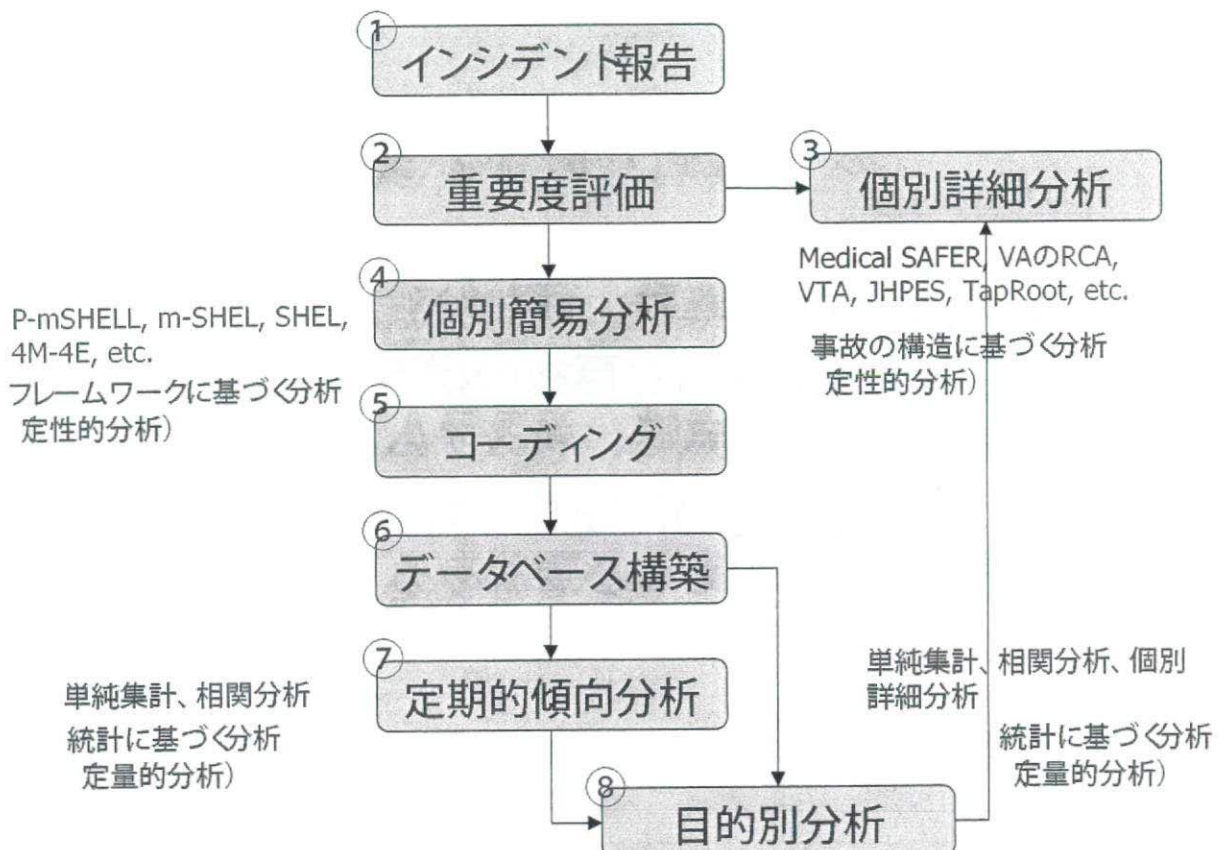 ①
インシデント報告
②
重要度評価
③
個別詳細分析
Medical SAFER, VAのRCA,
VTA, JHPES, TapRoot, etc.
事故の構造に基づく分析
定性的分析)
④
個別簡易分析
P-mSHELL, m-SHEL, SHEL,
4M-4E, etc.
フレームワークに基づく分析
定性的分析)
⑤
コーディング
⑥
データベース構築
⑦
定期的傾向分析
単純集計、相関分析
統計に基づく分析
定量的分析)
単純集計、相関分析、個別
詳細分析
統計に基づく分析
定量的分析)
⑧
目的別分析